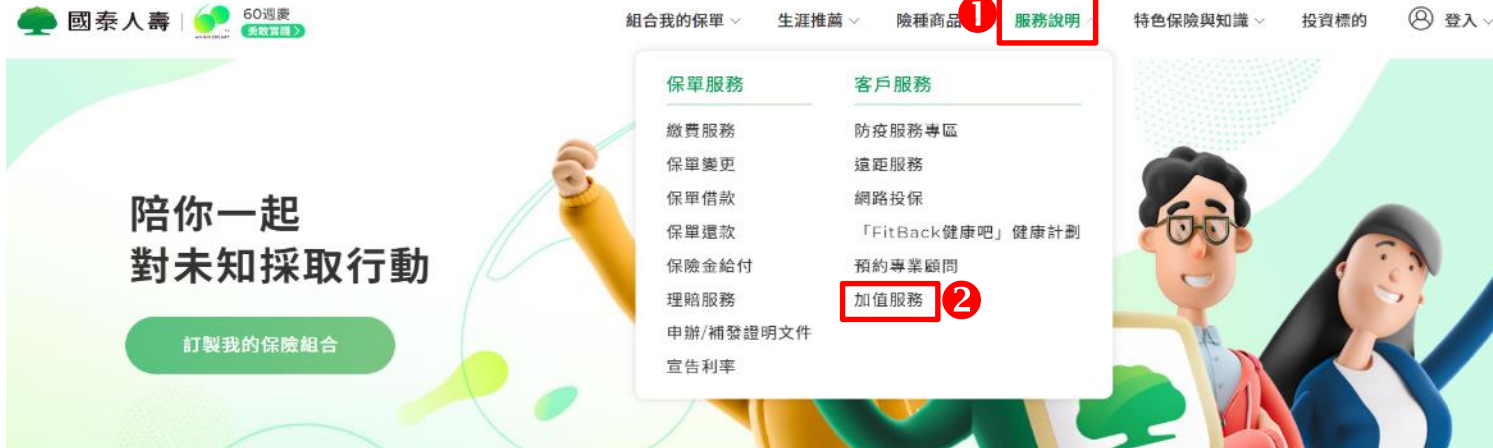 國泰人壽
60週慶
組合我的保單
生涯推薦
險種商品
1
服務說明
特色保險與知識
投資標的
登入
保單服務
繳費服務
保單變更
保單借款
保單還款
保險金給付
理賠服務
申辦/補發證明文件
宣告利率
客戶服務
防疫服務專區
遠距服務
網路投保
「FitBack健康吧」健康計劃
預約專業顧問
加值服務
2
陪你一起
對未知採取行動
訂製我的保險組合